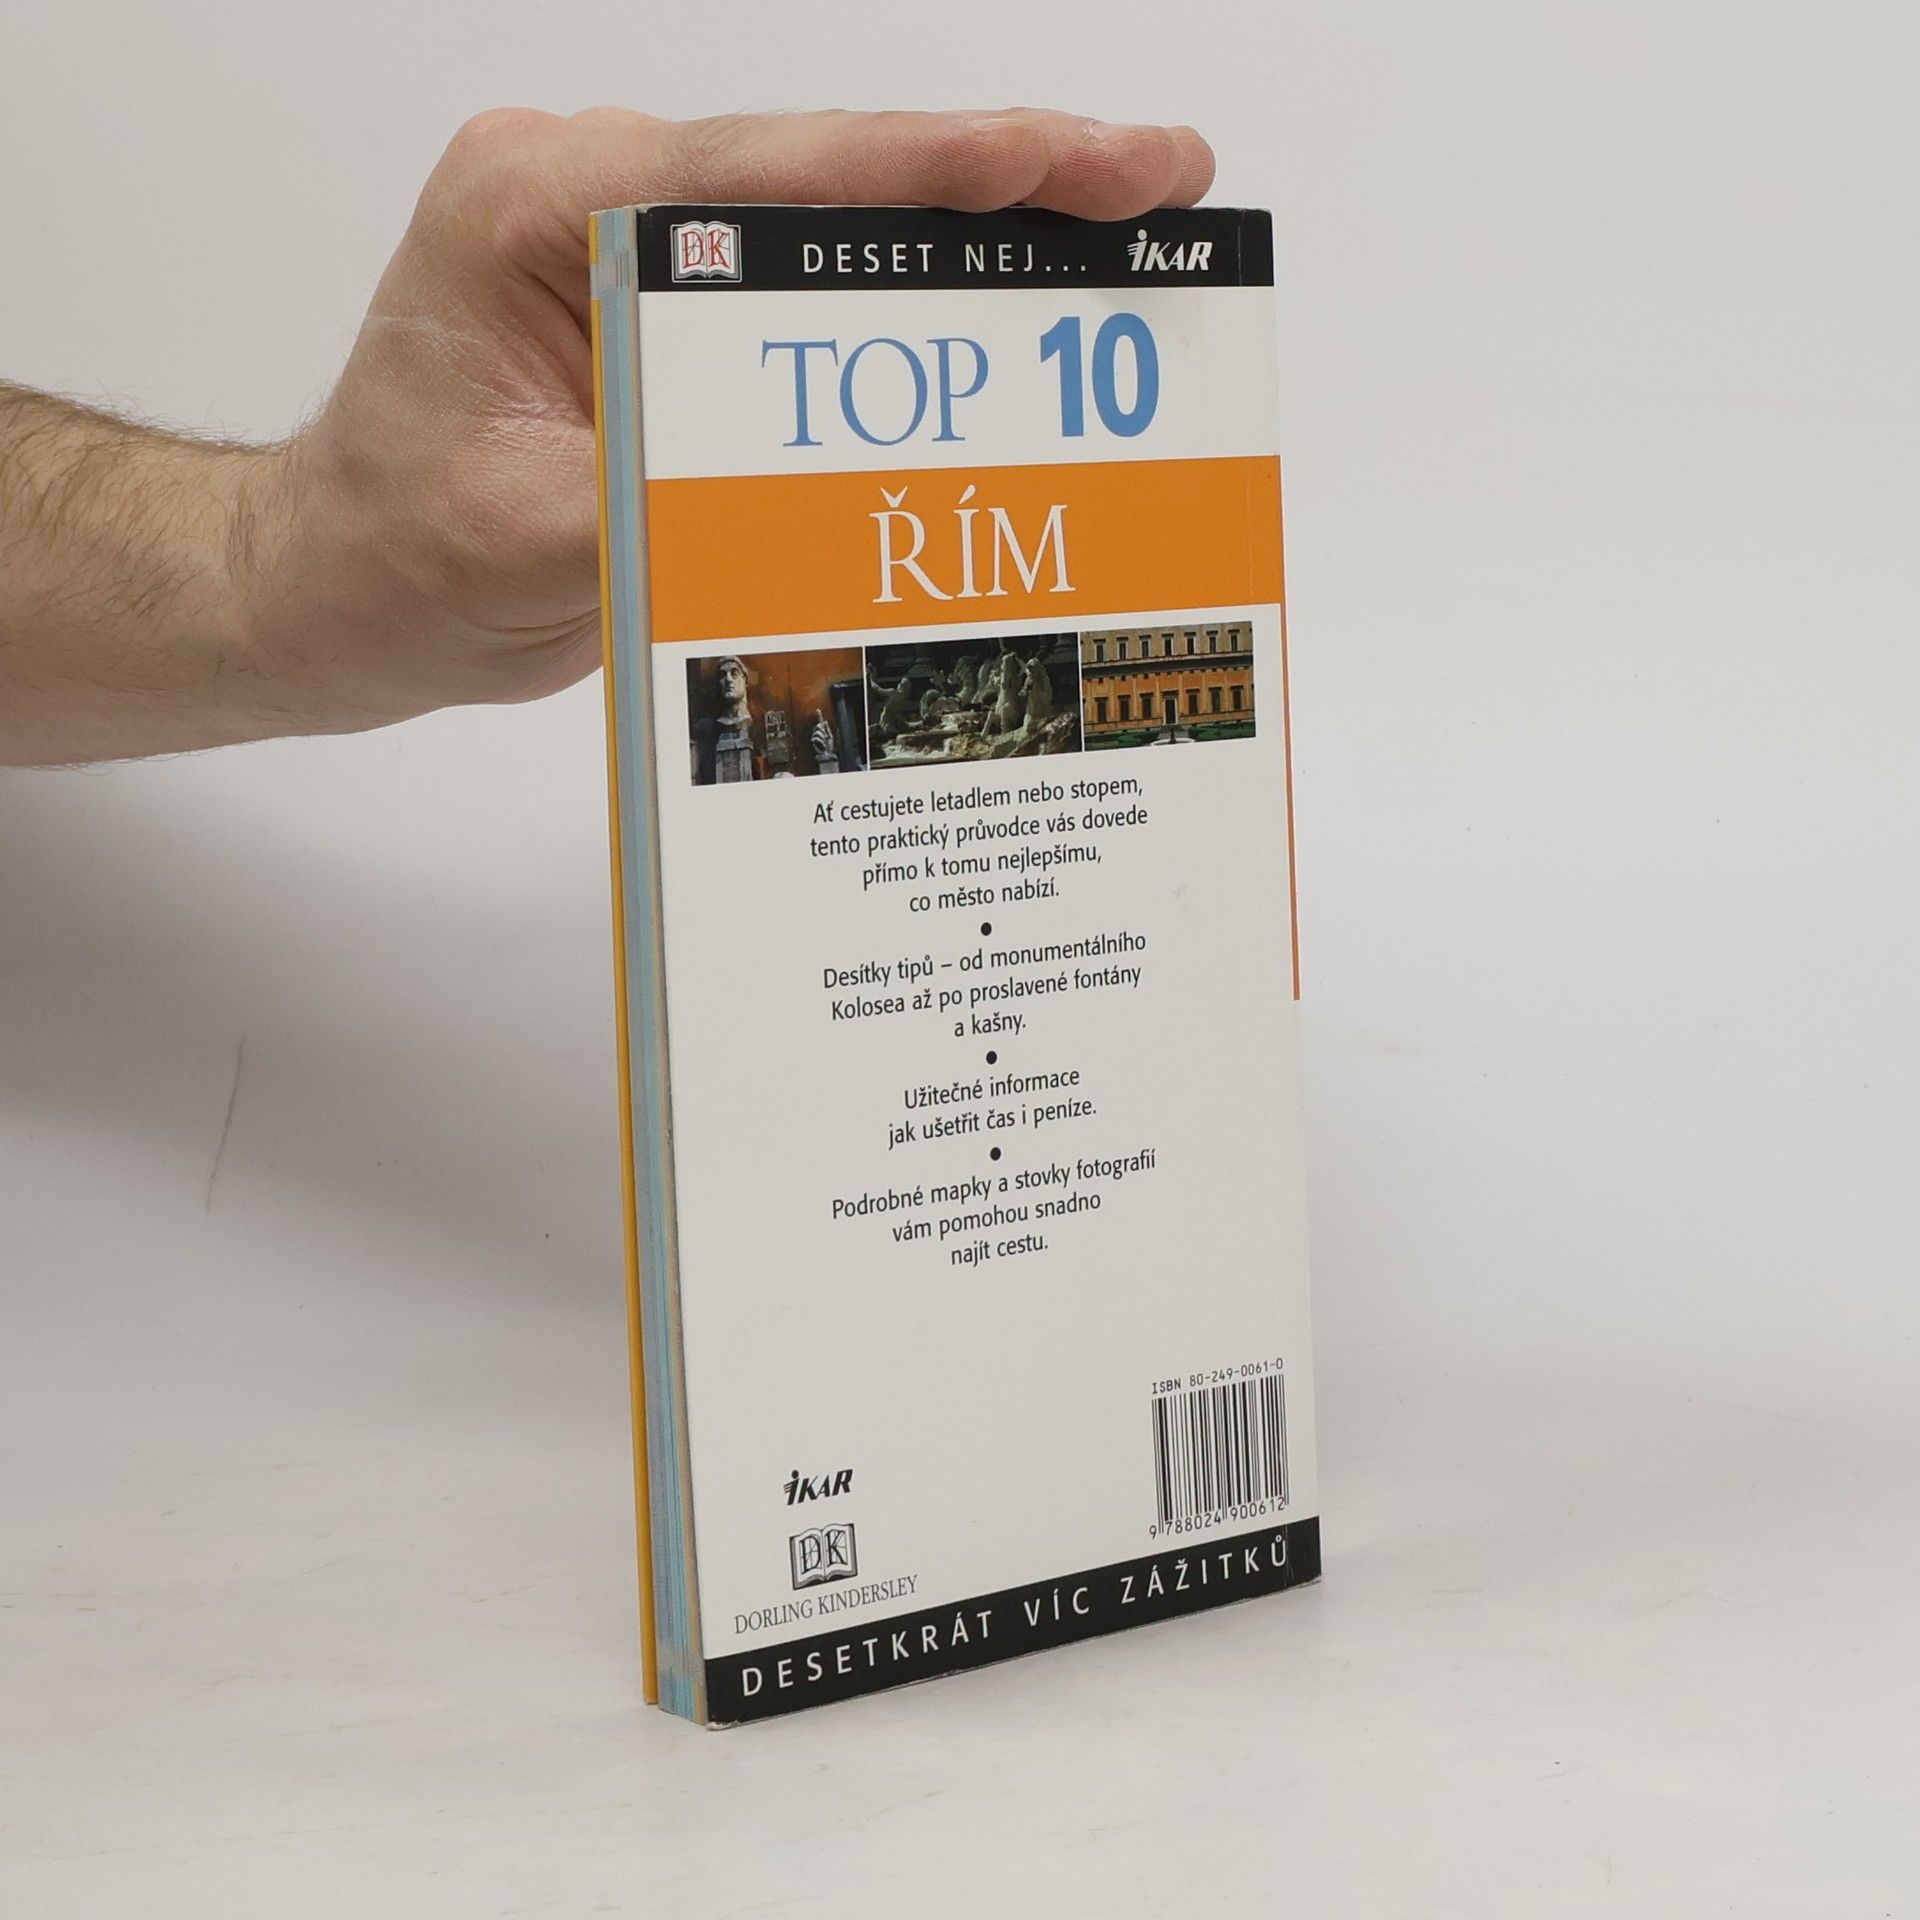 DK DESET NEJ... iKAR
TOP 10
ŘÍM
Ať cestujete letadlem nebo stopem,
tento praktický průvodce vás dovede
přímo k tomu nejlepšímu,
co město nabízí.
●
Desítky tipů – od monumentálního
Kolosea až po proslavené fontány
a kašny.
●
Užitečné informace
jak ušetřit čas i peníze.
●
Podrobné mapky a stovky fotografií
vám pomohou snadno
najít cestu.
ISBN 80-249-0061-0
9 788024 900612
iKAR
DK
DORLING KINDERSLEY
DESETKRÁT VÍC ZÁŽITKŮ